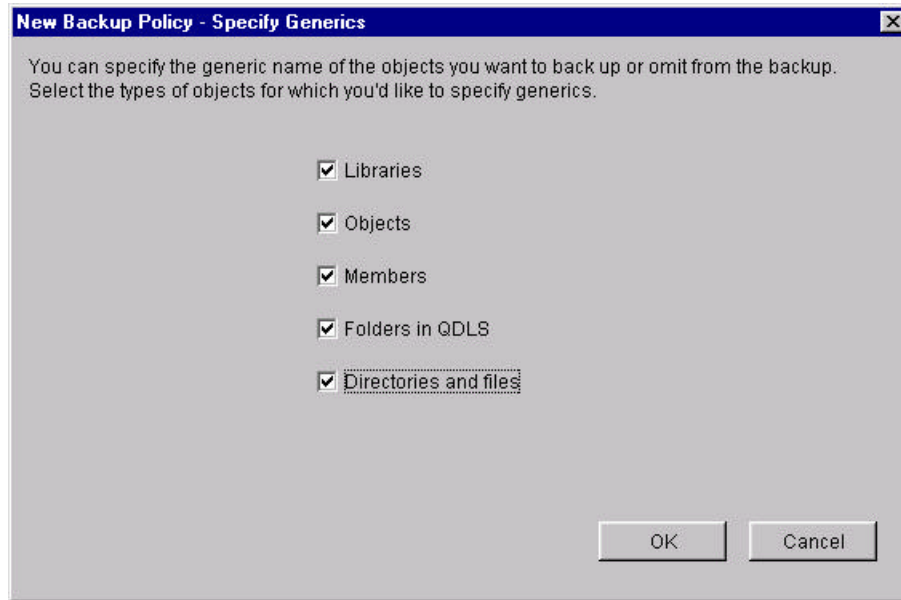 New Backup Policy - Specify Generics
You can specify the generic name of the objects you want to back up or omit from the backup.
Select the types of objects for which you'd like to specify generics.
Libraries
Objects
Members
Folders in QDLS
Directories and files
OK
Cancel